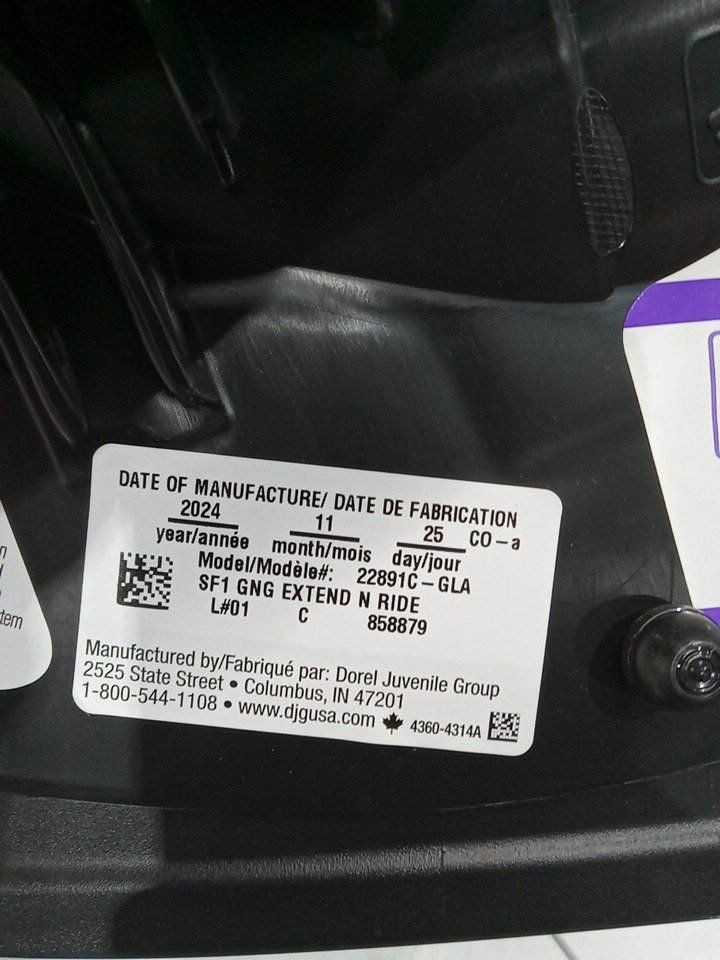 DATE OF MANUFACTURE/ DATE DE FABRICATION
2024 11 25 CO-a
year/année month/mois day/jour
Model/Modèle#: 22891C-GLA
SF1 GNG EXTEND N RIDE
L#01 C 858879
Manufactured by/Fabriqué par: Dorel Juvenile Group
2525 State Street • Columbus, IN 47201
1-800-544-1108 • www.djgusa.com 4360-4314A